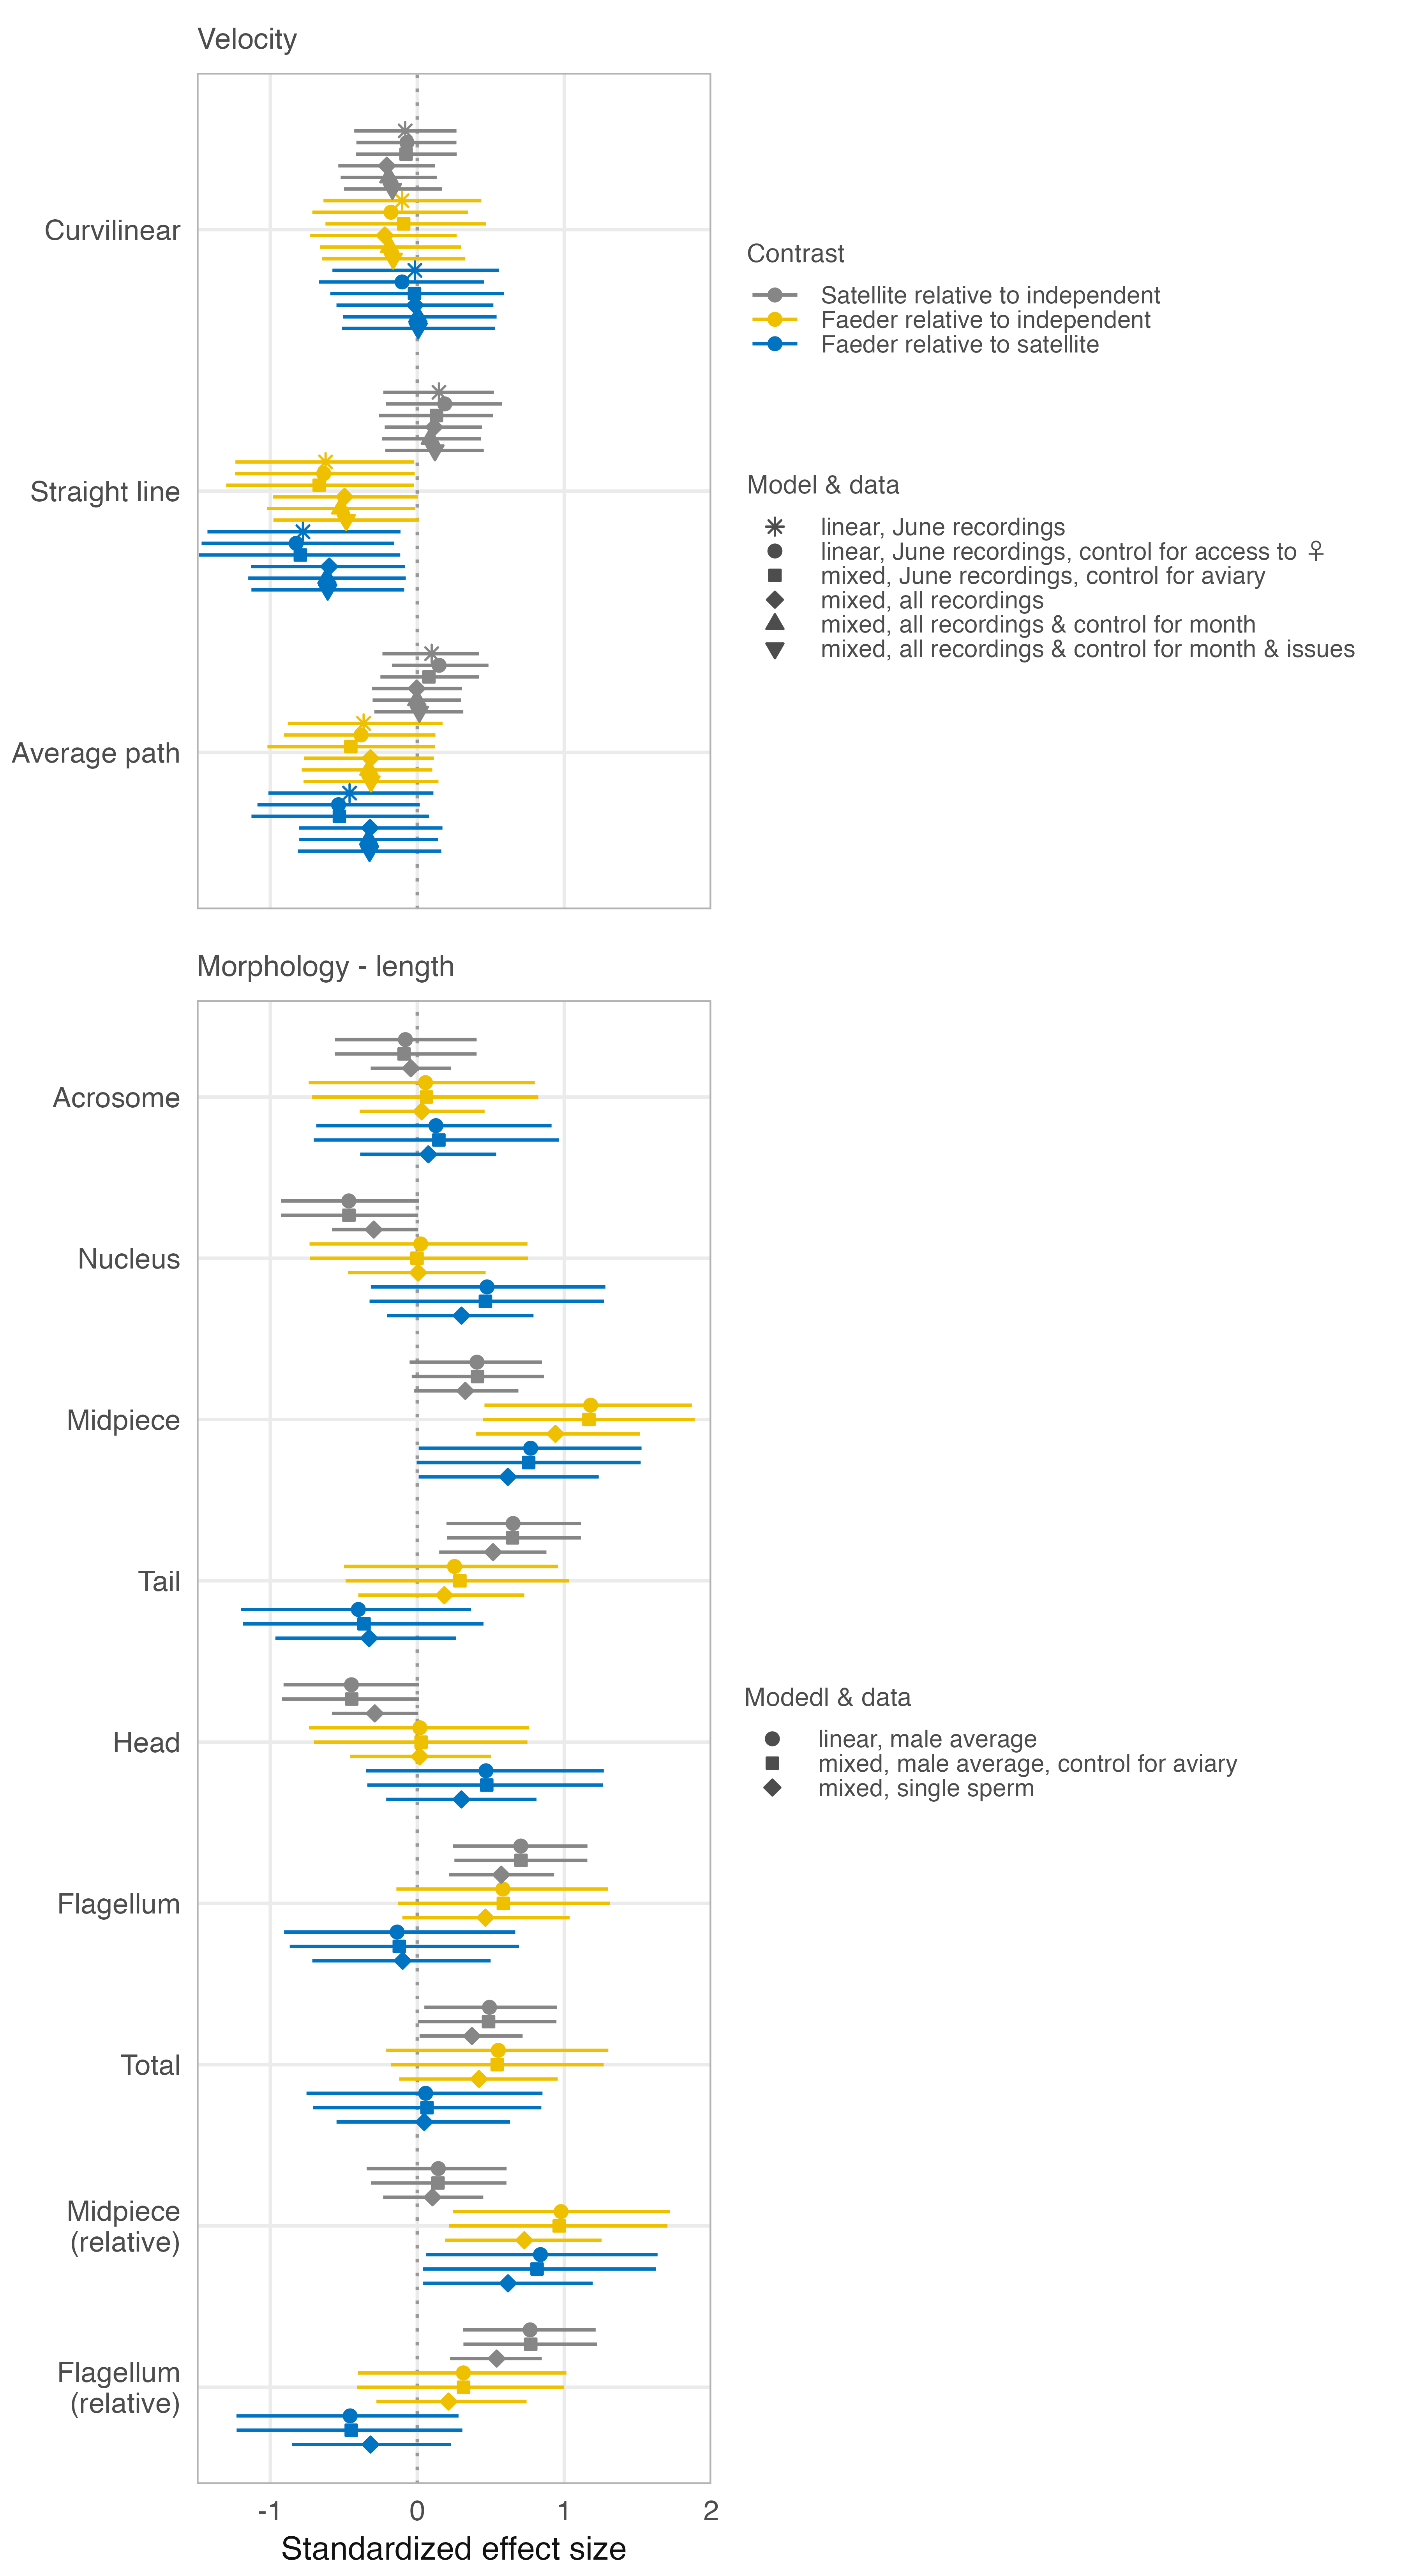 Velocity
Curvilinear
Straight line
Average path
Contrast
Satellite relative to independent
Faeder relative to independent
Faeder relative to satellite
Model & data
linear, June recordings
linear, June recordings, control for access to ♀
mixed, June recordings, control for aviary
mixed, all recordings
mixed, all recordings & control for month
mixed, all recordings & control for month & issues
Morphology - length
Acrosome
Nucleus
Midpiece
Tail
Head
Flagellum
Total
Midpiece
(relative)
Flagellum
(relative)
Modedl & data
linear, male average
mixed, male average, control for aviary
mixed, single sperm
-1 0 1 2
Standardized effect size